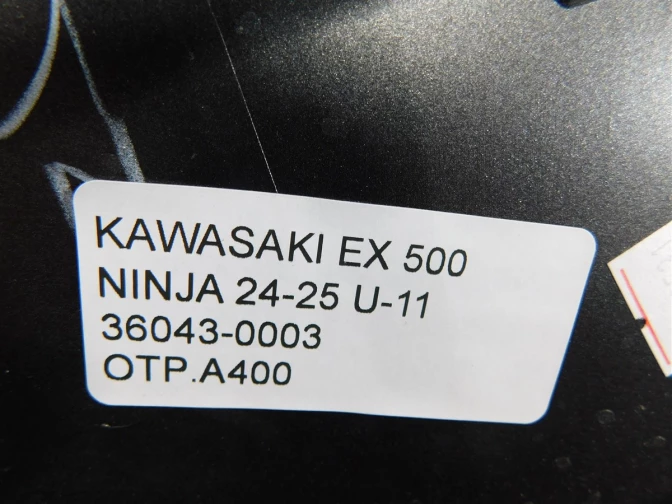 KAWASAKI EX 500
NINJA 24-25 U-11
36043-0003
OTP.A400